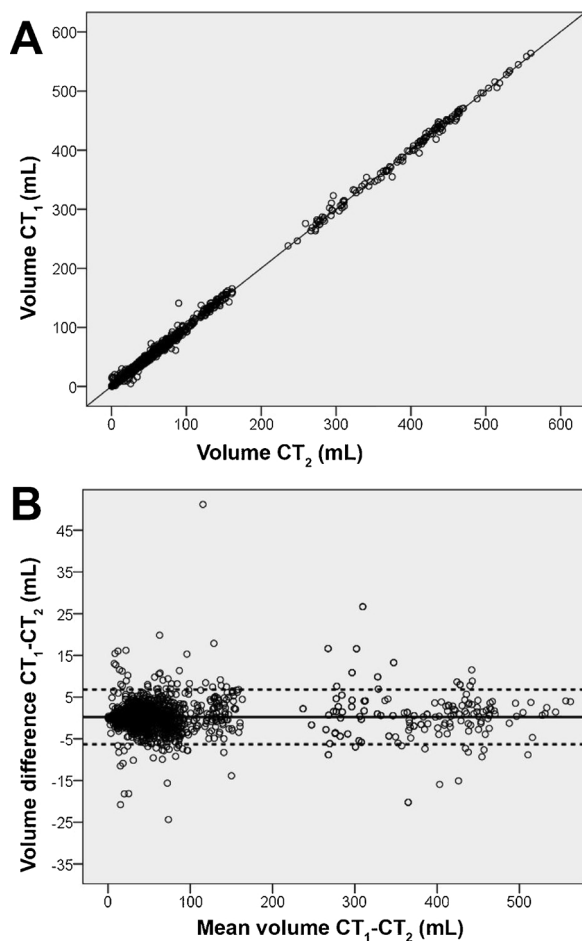 A
600
500
400
300
200
100
0
Volume CT1 (mL)
0 100 200 300 400 500 600
Volume CT2 (mL)
B
45
35
25
15
5
-5
-15
-25
-35
Volume difference CT1-CT2 (mL)
0 100 200 300 400 500
Mean volume CT1-CT2 (mL)